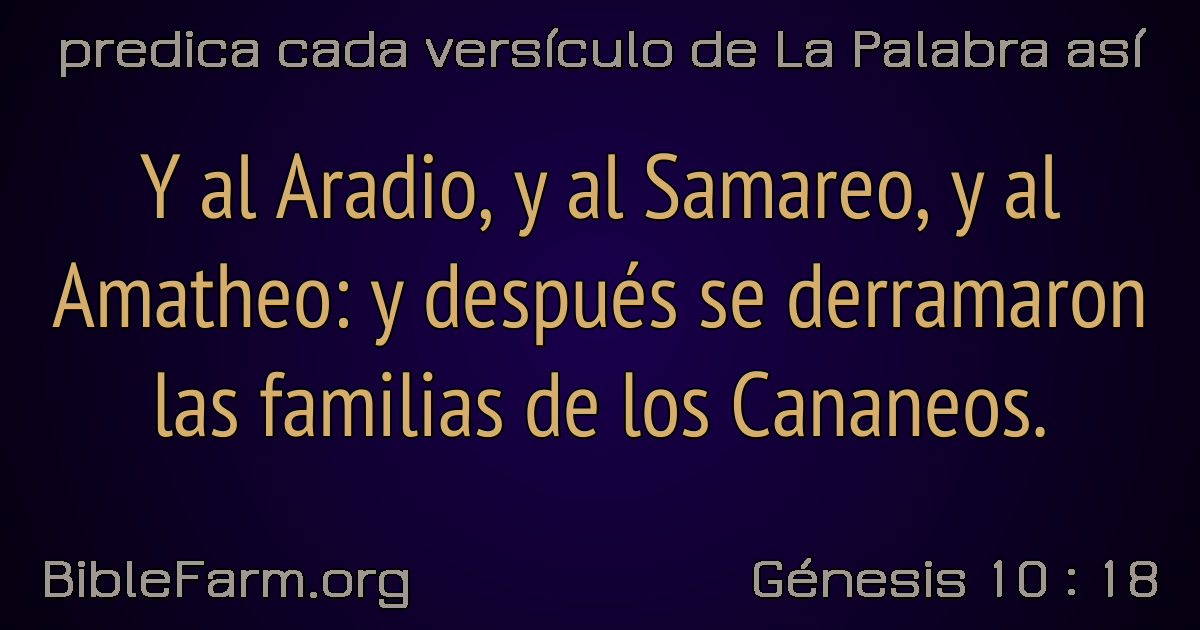 predica cada versículo de La Palabra así
Y al Aradio, y al Samareo, y al
Amatheo: y después se derramaron
las familias de los Cananeos.
BibleFarm.org
Génesis 10 : 18